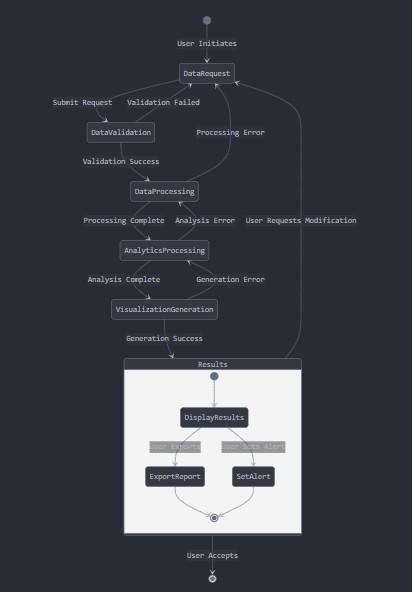 User Initiates
DataRequest
Submit Request
Validation Failed
DataValidation
Processing Error
Validation Success
DataProcessing
Processing Complete
Analysis Error
User Requests Modification
AnalyticsProcessing
Analysis Complete
Generation Error
VisualizationGeneration
Generation Success
Results
DisplayResults
User Exports
User Sets Alert
ExportReport
SetAlert
User Accepts